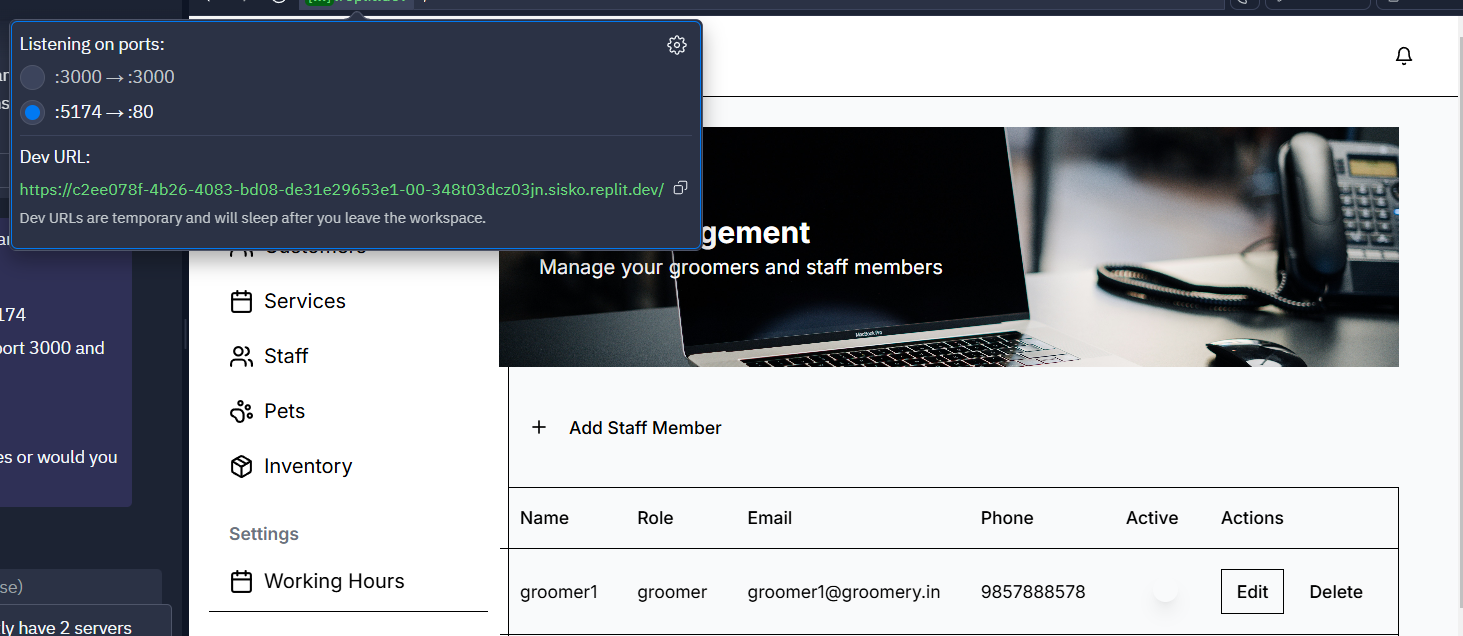 Listening on ports:
:3000 → :3000
:5174 → :80
Dev URL:
https://c2ee078f-4b26-4083-bd08-de31e29653e1-00-348t03dcz03jn.sisko.replit.dev/
Dev URLs are temporary and will sleep after you leave the workspace.
174
port 3000 and
es or would you
se)
ly have 2 servers
Customers
Services
Staff
Pets
Inventory
Settings
Working Hours
gement
Manage your groomers and staff members
MacBook Pro
+ Add Staff Member
Name Role Email Phone Active Actions
groomer1 groomer groomer1@groomery.in 9857888578 Edit Delete